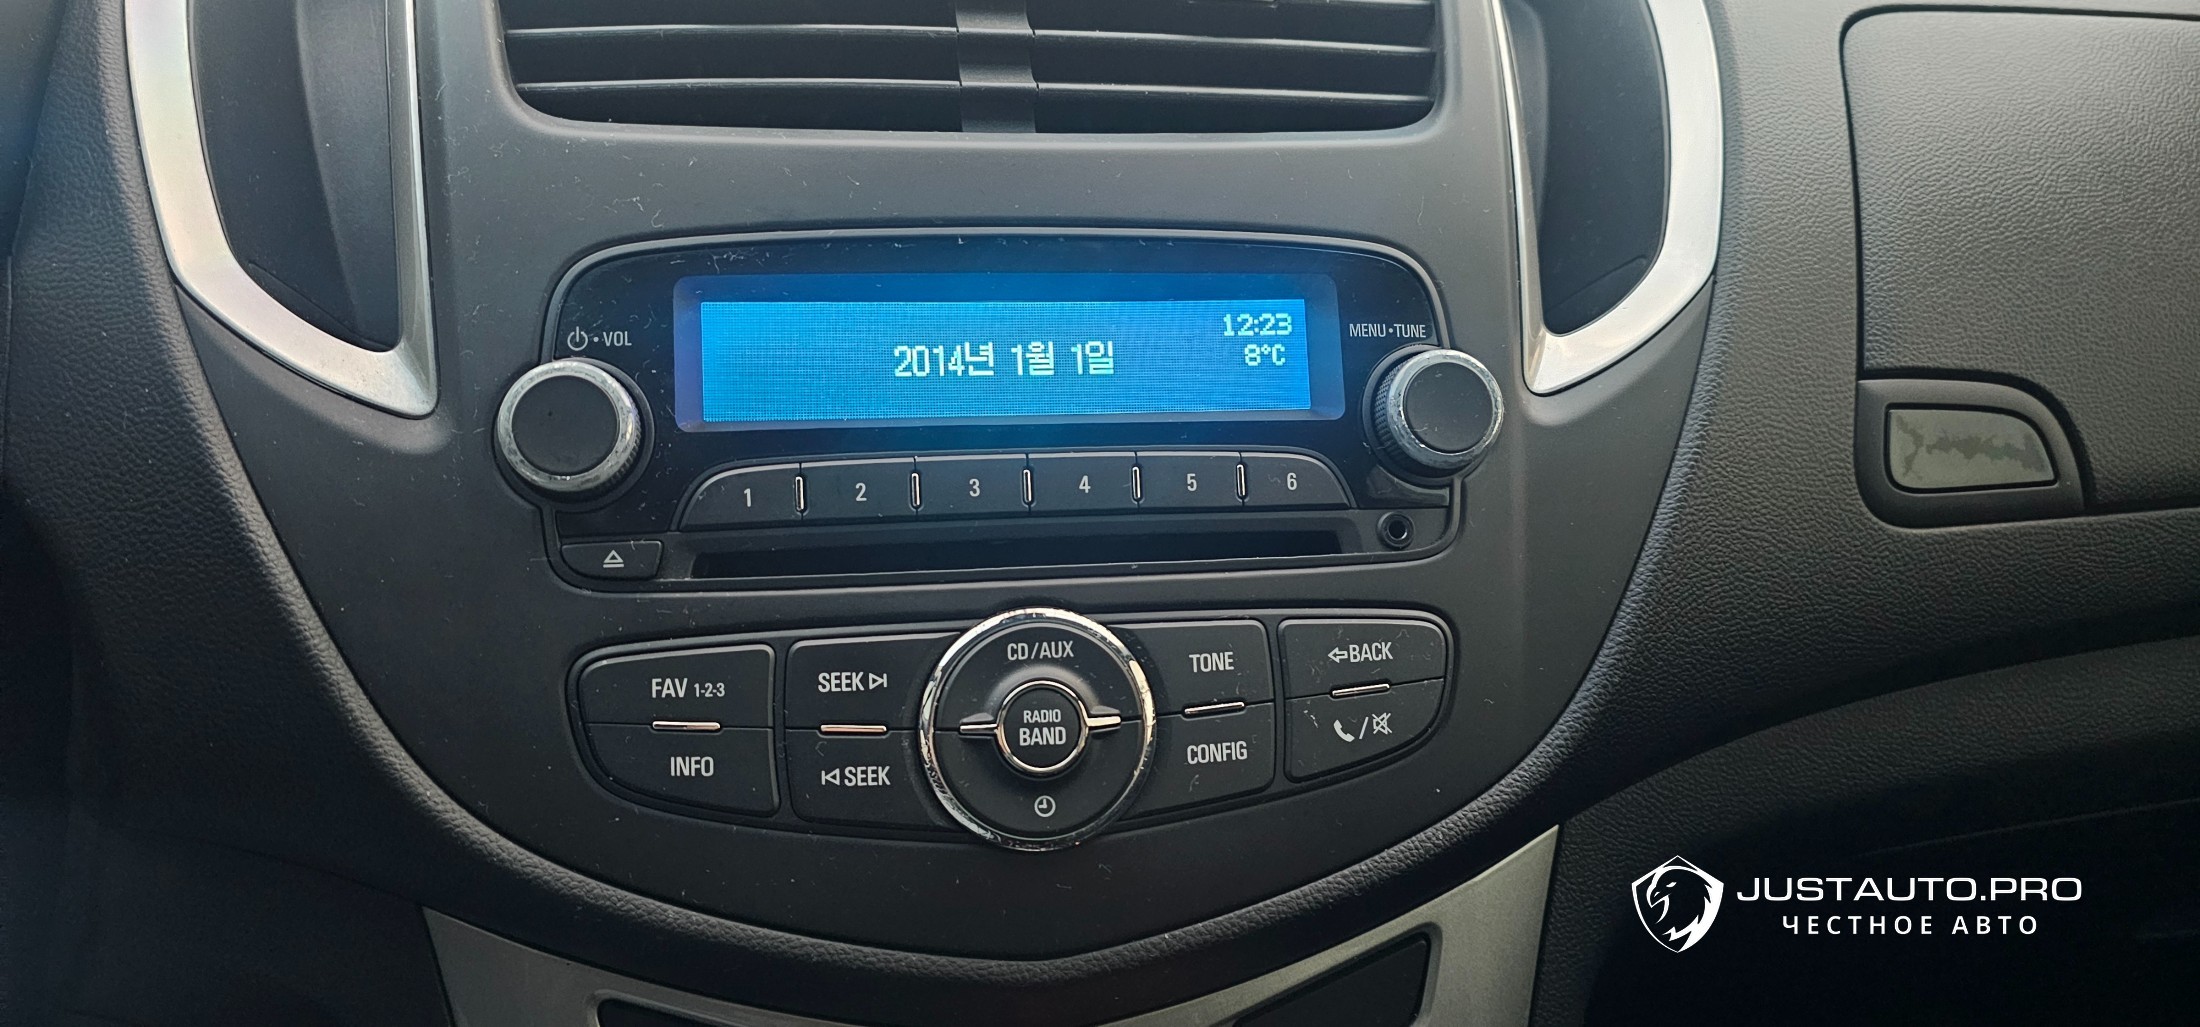 VOL
12:23
MENU•TUNE
2014년 1월 1일
8°C
1 2 3 4 5 6
CD/AUX
FAV 1-2-3
SEEK
RADIO
BAND
TONE
BACK
INFO
SEEK
CONFIG
/
JUSTAUTO.PRO
ЧЕСТНОЕ АВТО